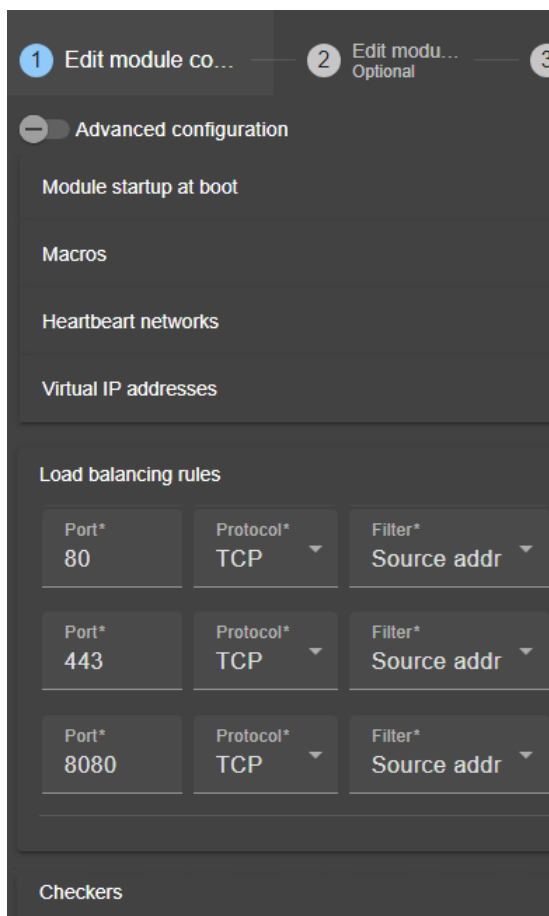 1 Edit module co...
2 Edit modu...
Optional
3
Advanced configuration
Module startup at boot
Macros
Heartbeart networks
Virtual IP addresses
Load balancing rules
Port* Protocol* Filter*
80 TCP Source addr
Port* Protocol* Filter*
443 TCP Source addr
Port* Protocol* Filter*
8080 TCP Source addr
Checkers